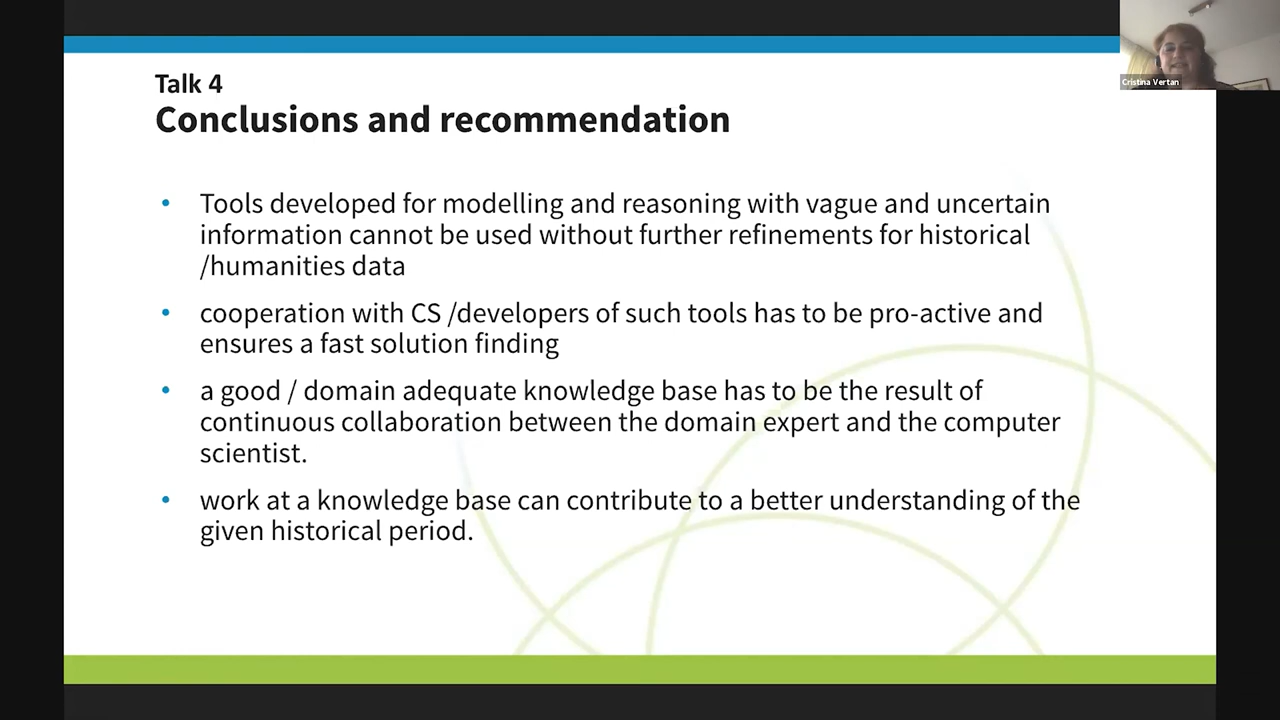 Talk 4
Conclusions and recommendation
• Tools developed for modelling and reasoning with vague and uncertain
information cannot be used without further refinements for historical
/humanities data
• cooperation with CS /developers of such tools has to be pro-active and
ensures a fast solution finding
• a good / domain adequate knowledge base has to be the result of
continuous collaboration between the domain expert and the computer
scientist.
• work at a knowledge base can contribute to a better understanding of the
given historical period.
Cristina Vertan